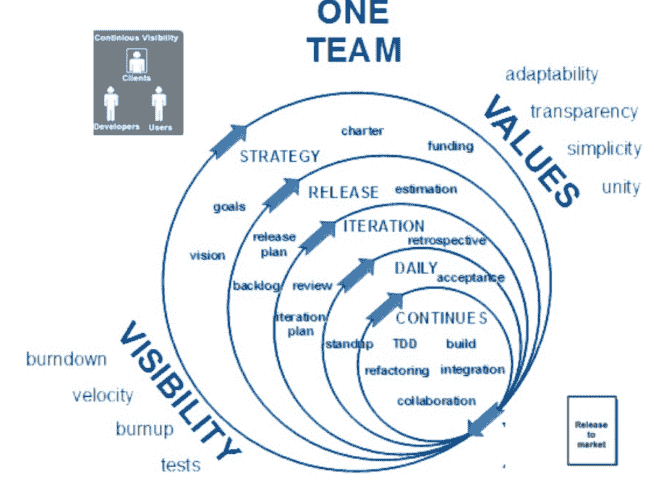 ONE
TEAM
Continious Visibility
Clients
Developers Users
adaptability
transparency
simplicity
unity
VALUES
charter
STRATEGY
funding
RELEASE
estimation
goals
ITERATION
release
plan
retrospective
vision
DAILY
acceptance
backlog
review
CONTINUES
iteration
plan
standup
TDD
build
refactoring
integration
collaboration
VISIBILITY
burndown
velocity
burnup
tests
Release
to
market